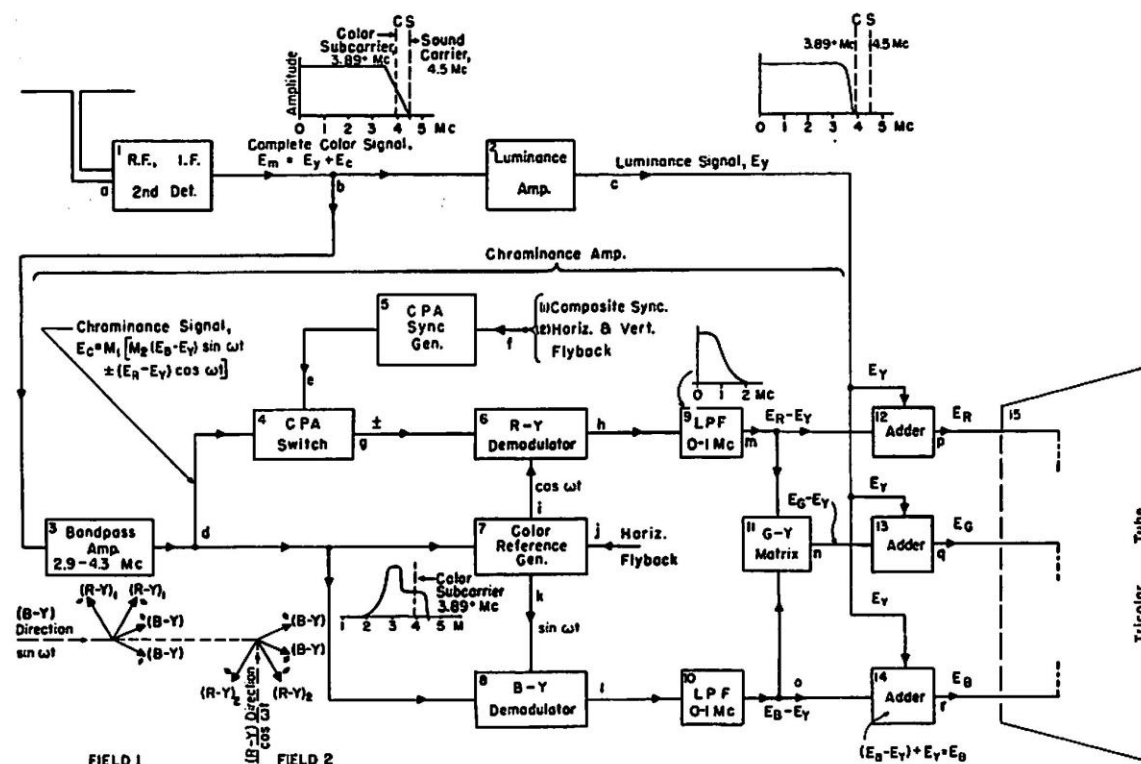 C S
Color
Subcarrier,
3.89+ Mc
Sound
Carrier,
4.5 Mc
Amplitude
0 1 2 3 4 5 Mc
C S
3.89+ Mc
4.5 Mc
0 1 2 3 4 5 Mc
Complete Color Signal,
Em = Ey + Ec
1
R.F., I.F.
2nd Det.
a
b
2
Luminance
Amp.
c
Luminance Signal, Ey
Chrominance Amp.
Chrominance Signal,
Ec=M1[M2(EB-EY) sin ωt
±(ER-EY) cos ωt]
5
CPA
Sync
Gen.
f
(1)Composite Sync.
(2)Horiz. & Vert.
Flyback
e
4
CPA
Switch
±
g
6
R-Y
Demodulator
h
0 1 2 Mc
9
LPF
0-1 Mc
m
ER-EY
EY
12
Adder
ER
p
15
cos ωt
i
3
Bandpass
Amp.
2.9-4.3 Mc
d
7
Color
Reference
Gen.
j
Horiz.
Flyback
11
G-Y
Matrix
n
EG-EY
EY
13
Adder
EG
q
k
sin ωt
Color
Subcarrier
3.89+ Mc
1 2 3 4 5 M
8
B-Y
Demodulator
l
10
LPF
0-1 Mc
o
EB-EY
EY
14
Adder
EB
r
(EB-EY)+EY=EB
Tricolor Tube
(R-Y)1
(R-Y)1
(B-Y)
(B-Y)
(B-Y)
Direction
sin ωt
(B-Y)
(B-Y)
(R-Y)2
(R-Y)2
(R-Y) Direction
cos ωt
FIELD 1
FIELD 2